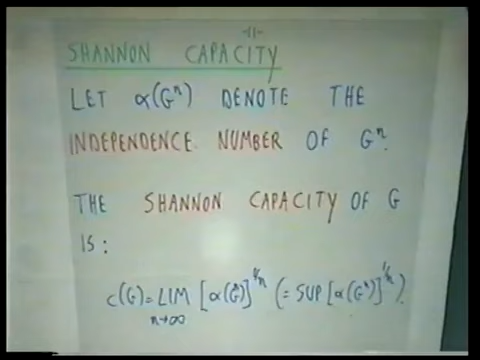 -11-
SHANNON CAPACITY
LET α(Gⁿ) DENOTE THE
INDEPENDENCE NUMBER OF Gⁿ.
THE SHANNON CAPACITY OF G
IS:
c(G) = LIM [α(Gⁿ)]^{1/n} (= SUP [α(Gⁿ)]^{1/n}).
n→∞